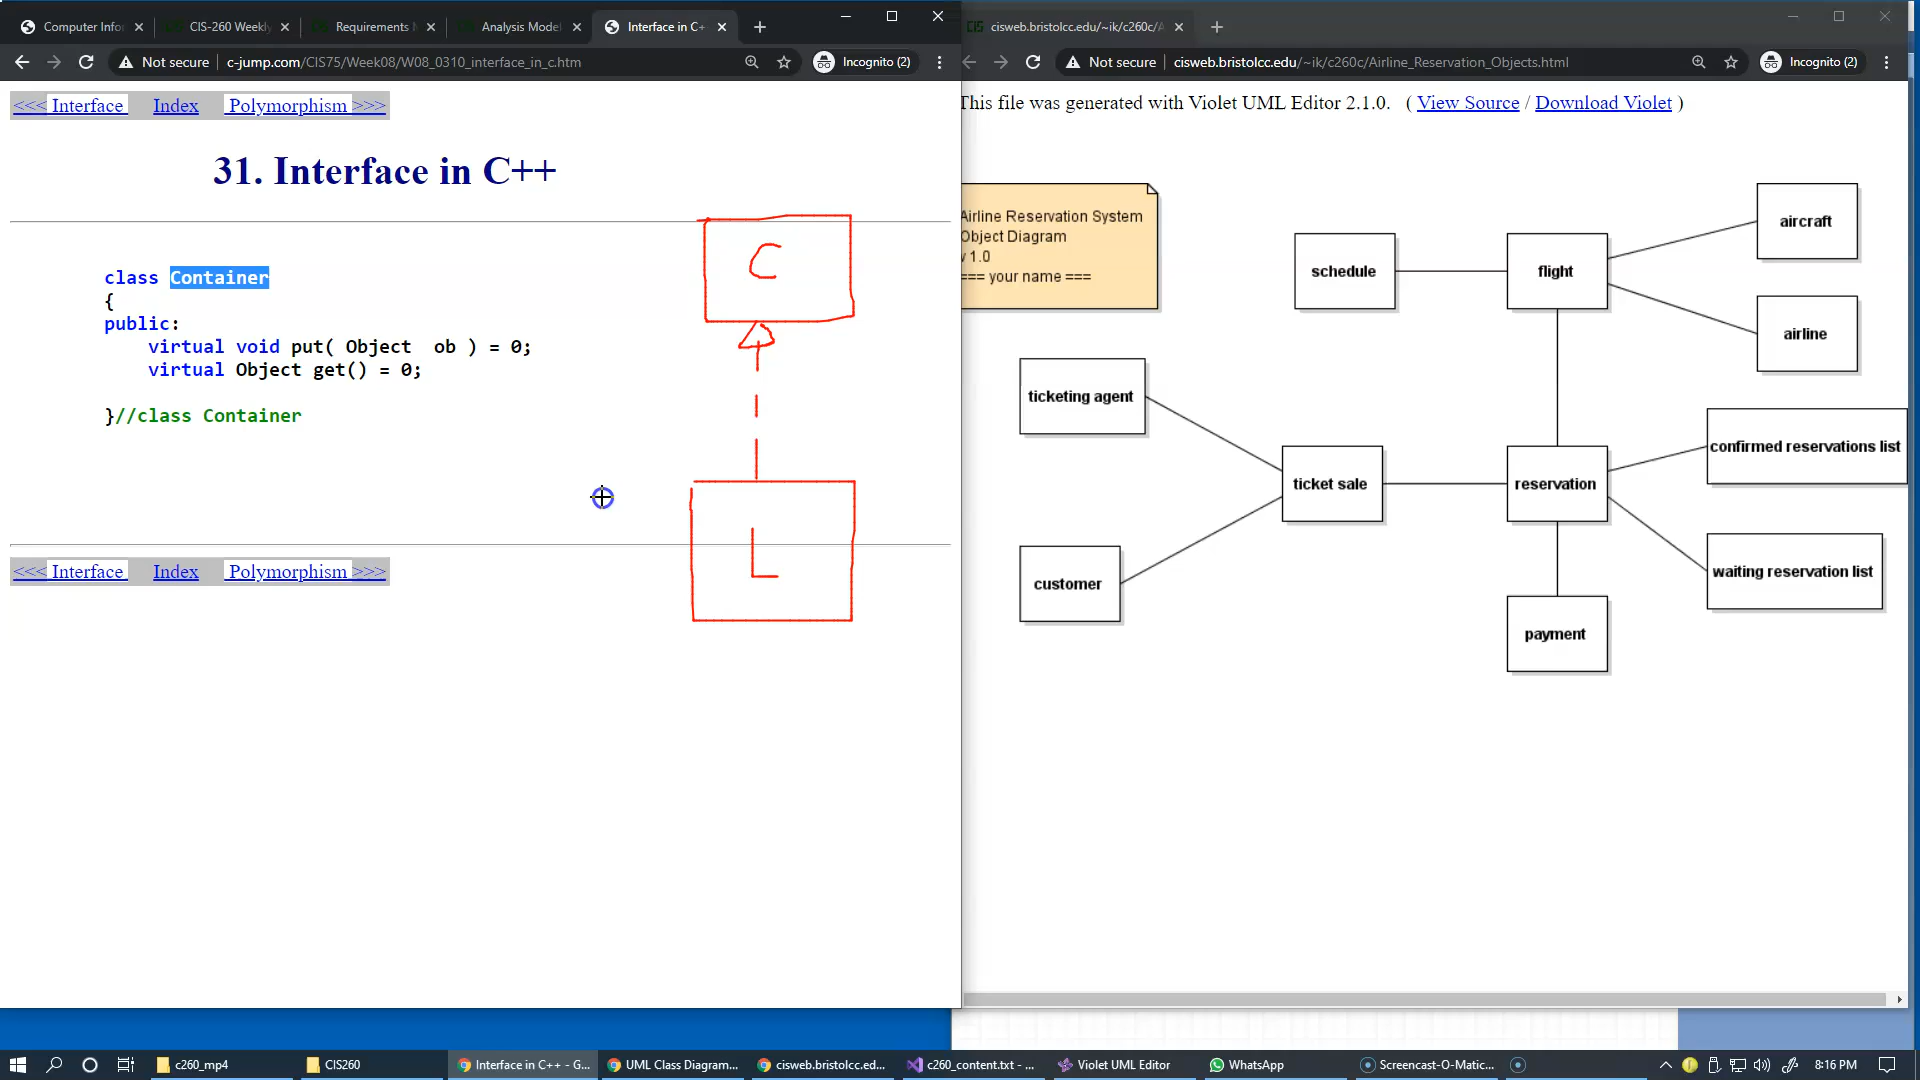 Computer Info
CIS-260 Weekly
Requirements M
Analysis Model
Interface in C+
Not secure
c-jump.com/CIS75/Week08/W08_0310_interface_in_c.htm
Incognito (2)
<<< Interface Index Polymorphism >>>
31. Interface in C++
class Container
{
public:
virtual void put( Object ob ) = 0;
virtual Object get() = 0;
}//class Container
C
L
<<< Interface Index Polymorphism >>>
cisweb.bristolcc.edu/~ik/c260c/A
Not secure
cisweb.bristolcc.edu/~ik/c260c/Airline_Reservation_Objects.html
Incognito (2)
This file was generated with Violet UML Editor 2.1.0. ( View Source / Download Violet )
Airline Reservation System
Object Diagram
v 1.0
=== your name ===
schedule
flight
aircraft
airline
ticketing agent
confirmed reservations list
ticket sale
reservation
customer
waiting reservation list
payment
c260_mp4
CIS260
Interface in C++ - G...
UML Class Diagram...
cisweb.bristolcc.ed...
c260_content.txt - ...
Violet UML Editor
WhatsApp
Screencast-O-Matic...
8:16 PM